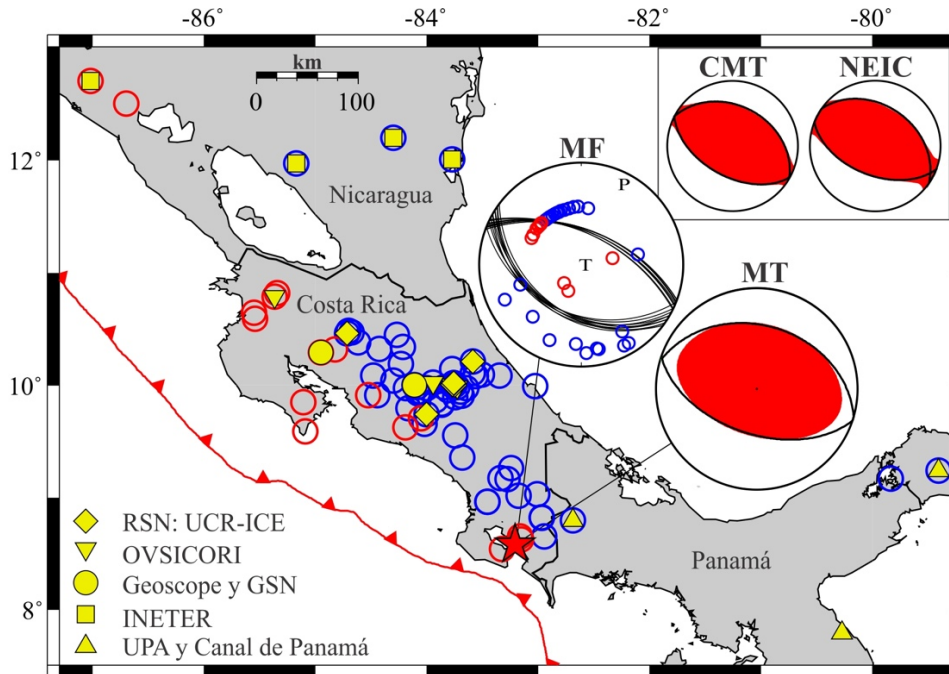 -86° -84° -82° -80°
CMT NEIC
km
0 100
MF
P
12°
Nicaragua
T
MT
Costa Rica
10°
RSN: UCR-ICE
OVSICORI
Geoscope y GSN
Panamá
INETER
8°
UPA y Canal de Panamá